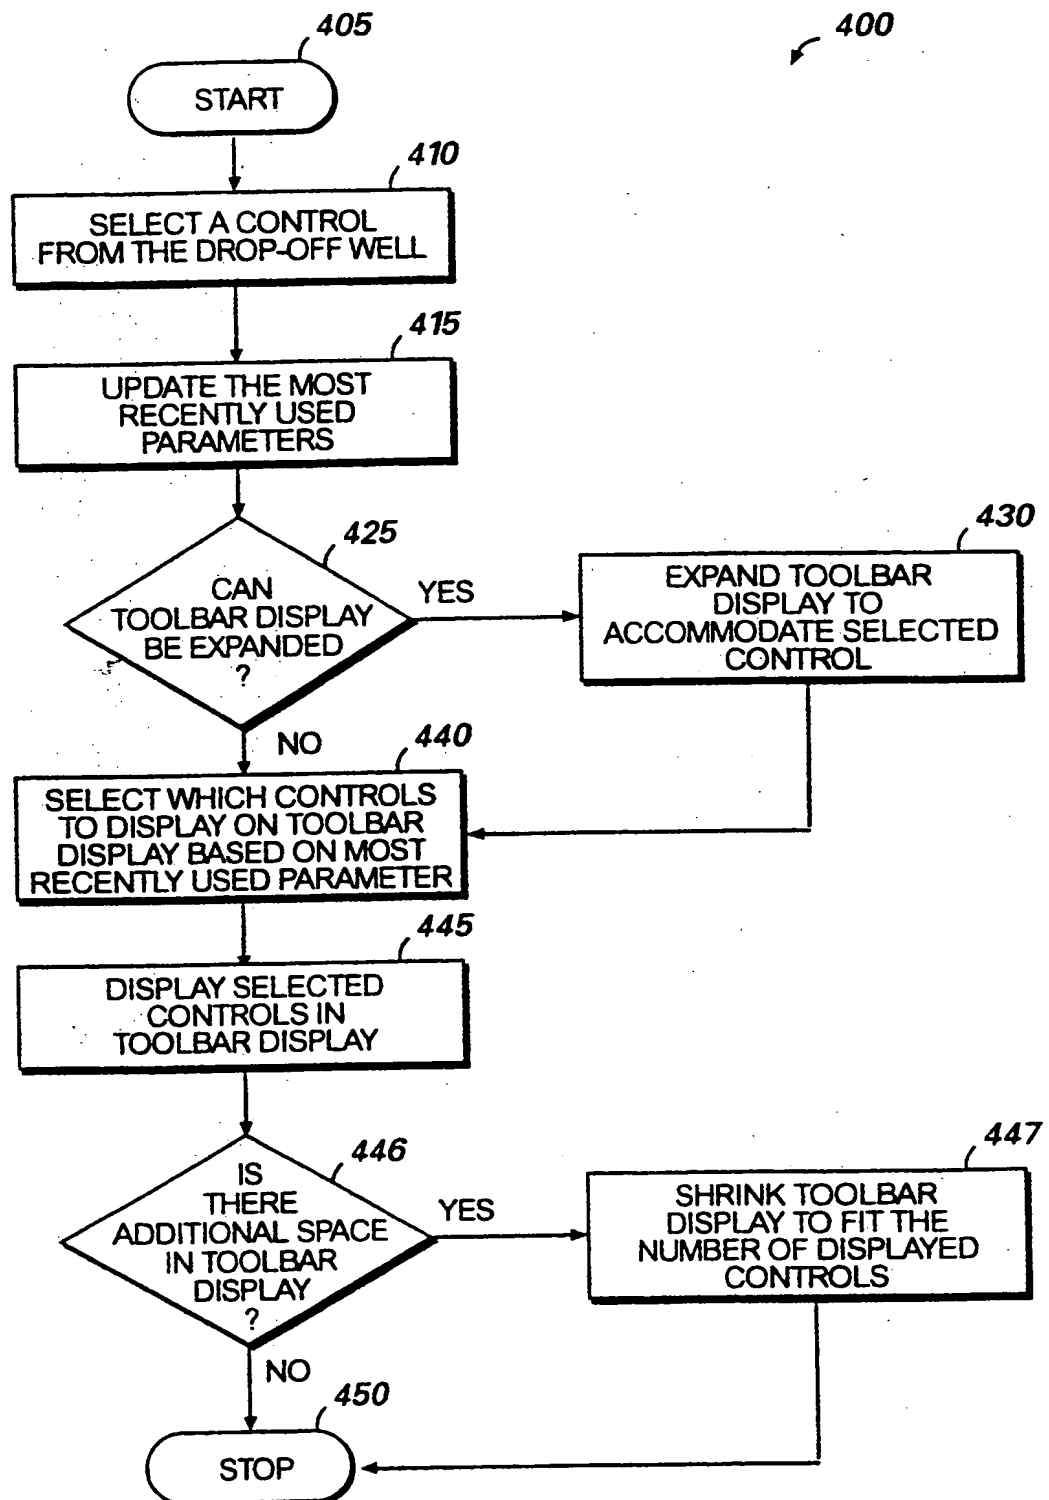 405
400
START
410
SELECT A CONTROL
FROM THE DROP-OFF WELL
415
UPDATE THE MOST
RECENTLY USED
PARAMETERS
425
CAN
TOOLBAR DISPLAY
BE EXPANDED
?
YES
430
EXPAND TOOLBAR
DISPLAY TO
ACCOMMODATE SELECTED
CONTROL
NO
440
SELECT WHICH CONTROLS
TO DISPLAY ON TOOLBAR
DISPLAY BASED ON MOST
RECENTLY USED PARAMETER
445
DISPLAY SELECTED
CONTROLS IN
TOOLBAR DISPLAY
446
IS
THERE
ADDITIONAL SPACE
IN TOOLBAR
DISPLAY
?
YES
447
SHRINK TOOLBAR
DISPLAY TO FIT THE
NUMBER OF DISPLAYED
CONTROLS
NO
450
STOP